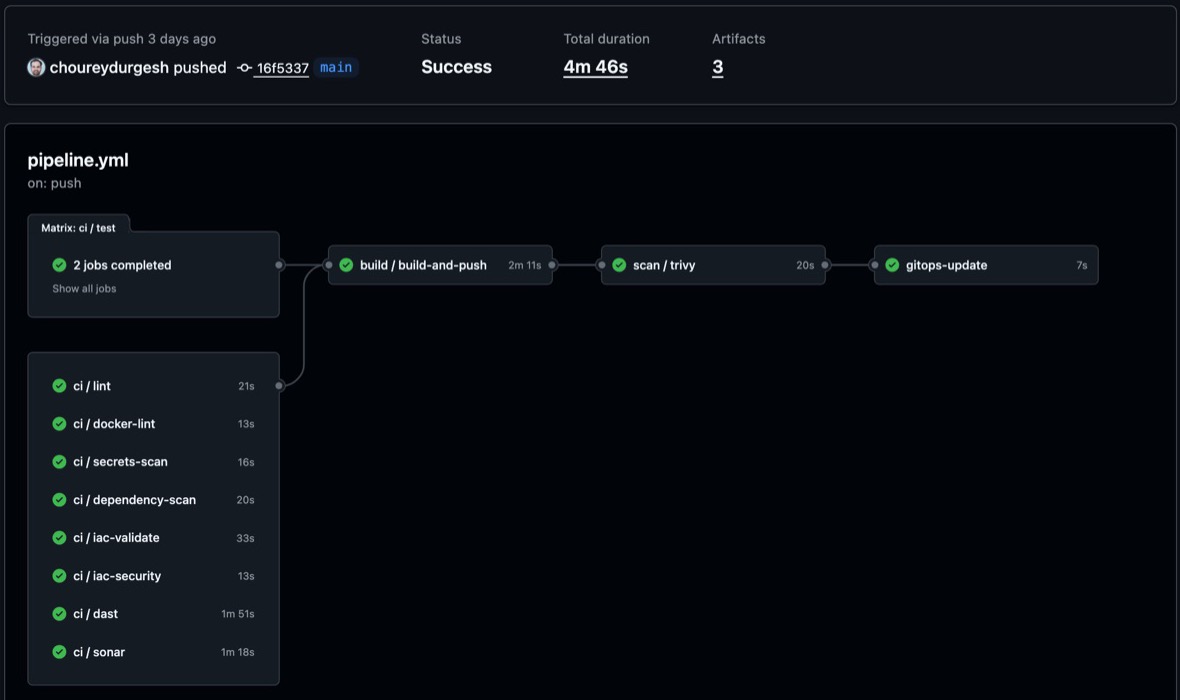 Triggered via push 3 days ago
choureydurgesh pushed 16f5337 main
Status
Success
Total duration
4m 46s
Artifacts
3
pipeline.yml
on: push
Matrix: ci / test
2 jobs completed
Show all jobs
build / build-and-push 2m 11s
scan / trivy 20s
gitops-update 7s
ci / lint 21s
ci / docker-lint 13s
ci / secrets-scan 16s
ci / dependency-scan 20s
ci / iac-validate 33s
ci / iac-security 13s
ci / dast 1m 51s
ci / sonar 1m 18s